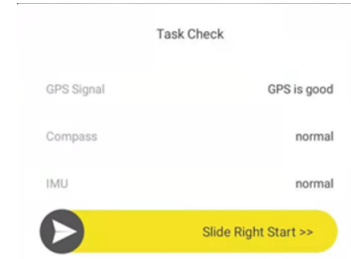 Task Check
GPS Signal GPS is good
Compass normal
IMU normal
Slide Right Start >>